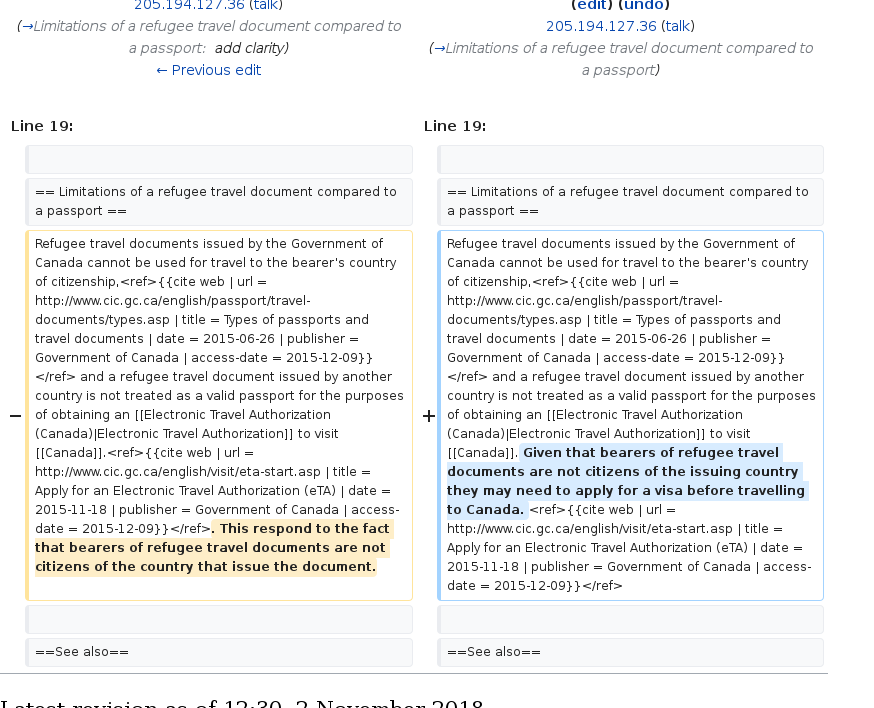 205.194.127.36 (talk)
(→Limitations of a refugee travel document compared to
a passport: add clarity)
← Previous edit
(edit) (undo)
205.194.127.36 (talk)
(→Limitations of a refugee travel document compared to
a passport)
Line 19:
Line 19:
== Limitations of a refugee travel document compared to
a passport ==
== Limitations of a refugee travel document compared to
a passport ==
−
Refugee travel documents issued by the Government of
Canada cannot be used for travel to the bearer's country
of citizenship,<ref>{{cite web | url =
http://www.cic.gc.ca/english/passport/travel-
documents/types.asp | title = Types of passports and
travel documents | date = 2015-06-26 | publisher =
Government of Canada | access-date = 2015-12-09}}
</ref> and a refugee travel document issued by another
country is not treated as a valid passport for the purposes
of obtaining an [[Electronic Travel Authorization
(Canada)|Electronic Travel Authorization]] to visit
[[Canada]].<ref>{{cite web | url =
http://www.cic.gc.ca/english/visit/eta-start.asp | title =
Apply for an Electronic Travel Authorization (eTA) | date =
2015-11-18 | publisher = Government of Canada | access-
date = 2015-12-09}}</ref>. This respond to the fact
that bearers of refugee travel documents are not
citizens of the country that issue the document.
+
Refugee travel documents issued by the Government of
Canada cannot be used for travel to the bearer's country
of citizenship,<ref>{{cite web | url =
http://www.cic.gc.ca/english/passport/travel-
documents/types.asp | title = Types of passports and
travel documents | date = 2015-06-26 | publisher =
Government of Canada | access-date = 2015-12-09}}
</ref> and a refugee travel document issued by another
country is not treated as a valid passport for the purposes
of obtaining an [[Electronic Travel Authorization
(Canada)|Electronic Travel Authorization]] to visit
[[Canada]]. Given that bearers of refugee travel
documents are not citizens of the issuing country
they may need to apply for a visa before travelling
to Canada. <ref>{{cite web | url =
http://www.cic.gc.ca/english/visit/eta-start.asp | title =
Apply for an Electronic Travel Authorization (eTA) | date =
2015-11-18 | publisher = Government of Canada | access-
date = 2015-12-09}}</ref>
==See also==
==See also==
Latest revision as of 12:30, 2 November 2018